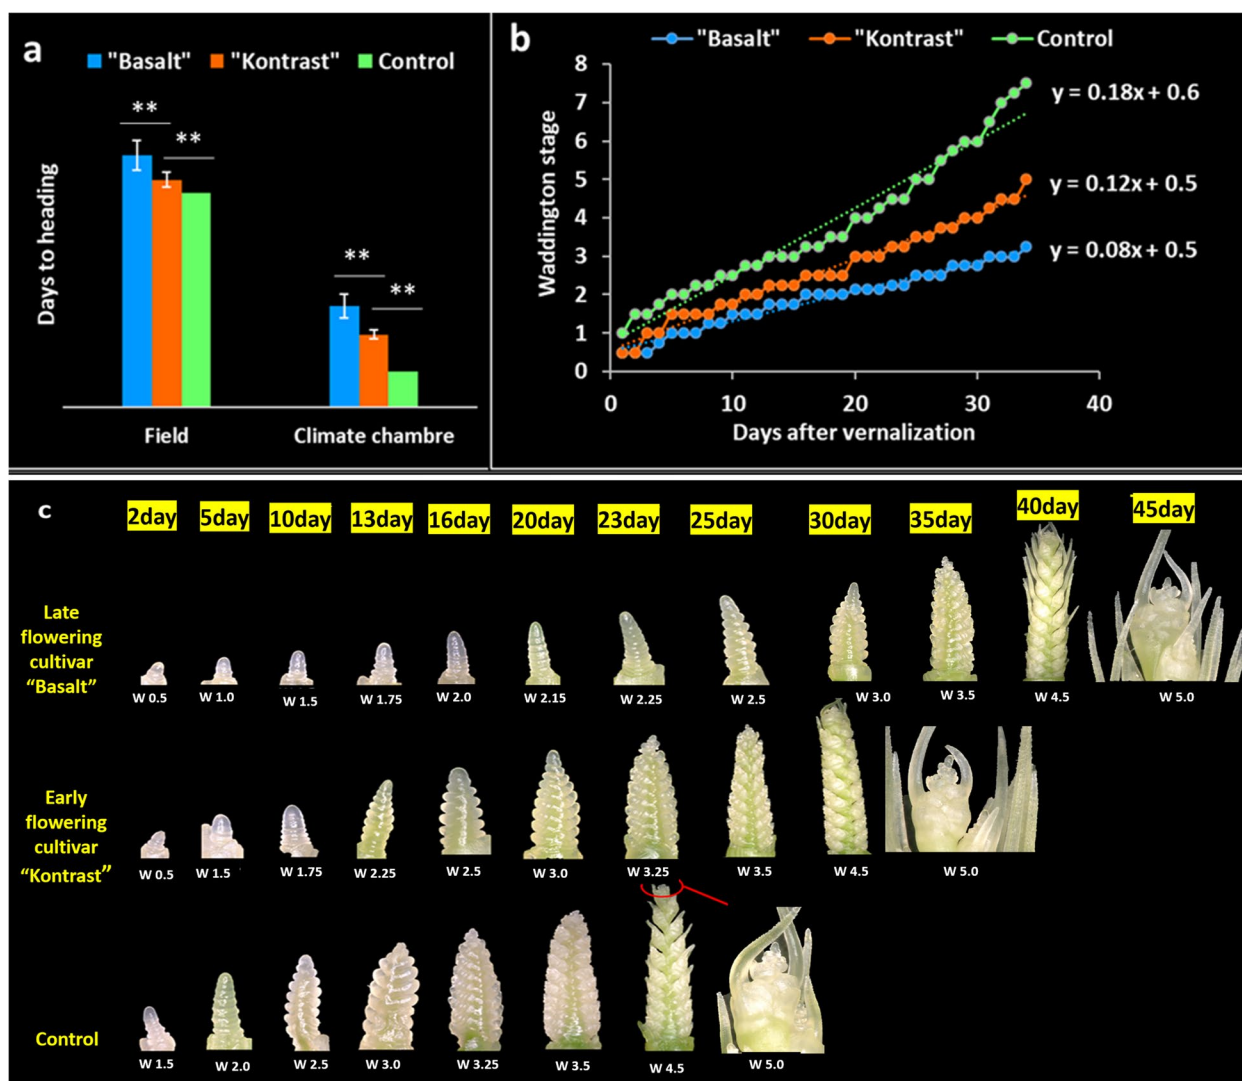 a
"Basalt" "Kontrast" Control
**
**
**
**
Days to heading
Field Climate chambre
b
"Basalt" "Kontrast" Control
8
7
6
5
4
3
2
1
0
Waddington stage
y = 0.18x + 0.6
y = 0.12x + 0.5
y = 0.08x + 0.5
0 10 20 30 40
Days after vernalization
c
2day 5day 10day 13day 16day 20day 23day 25day 30day 35day 40day 45day
Late
flowering
cultivar
“Basalt”
W 0.5 W 1.0 W 1.5 W 1.75 W 2.0 W 2.15 W 2.25 W 2.5 W 3.0 W 3.5 W 4.5 W 5.0
Early
flowering
cultivar
“Kontrast”
W 0.5 W 1.5 W 1.75 W 2.25 W 2.5 W 3.0 W 3.25 W 3.5 W 4.5 W 5.0
Control
W 1.5 W 2.0 W 2.5 W 3.0 W 3.25 W 3.5 W 4.5 W 5.0